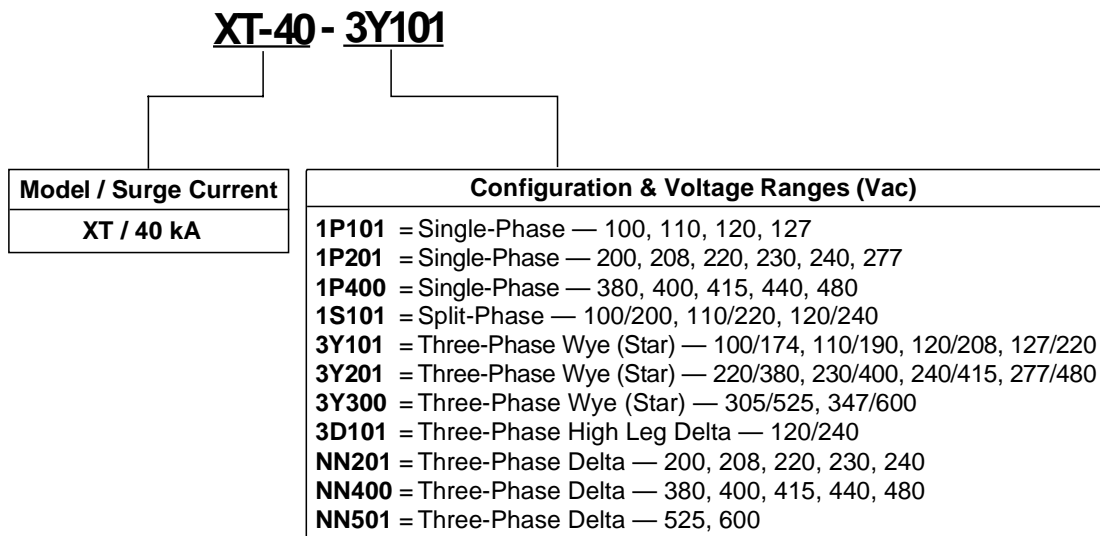 XT-40 - 3Y101
Model / Surge Current
XT / 40 kA
Configuration & Voltage Ranges (Vac)
1P101 = Single-Phase — 100, 110, 120, 127
1P201 = Single-Phase — 200, 208, 220, 230, 240, 277
1P400 = Single-Phase — 380, 400, 415, 440, 480
1S101 = Split-Phase — 100/200, 110/220, 120/240
3Y101 = Three-Phase Wye (Star) — 100/174, 110/190, 120/208, 127/220
3Y201 = Three-Phase Wye (Star) — 220/380, 230/400, 240/415, 277/480
3Y300 = Three-Phase Wye (Star) — 305/525, 347/600
3D101 = Three-Phase High Leg Delta — 120/240
NN201 = Three-Phase Delta — 200, 208, 220, 230, 240
NN400 = Three-Phase Delta — 380, 400, 415, 440, 480
NN501 = Three-Phase Delta — 525, 600